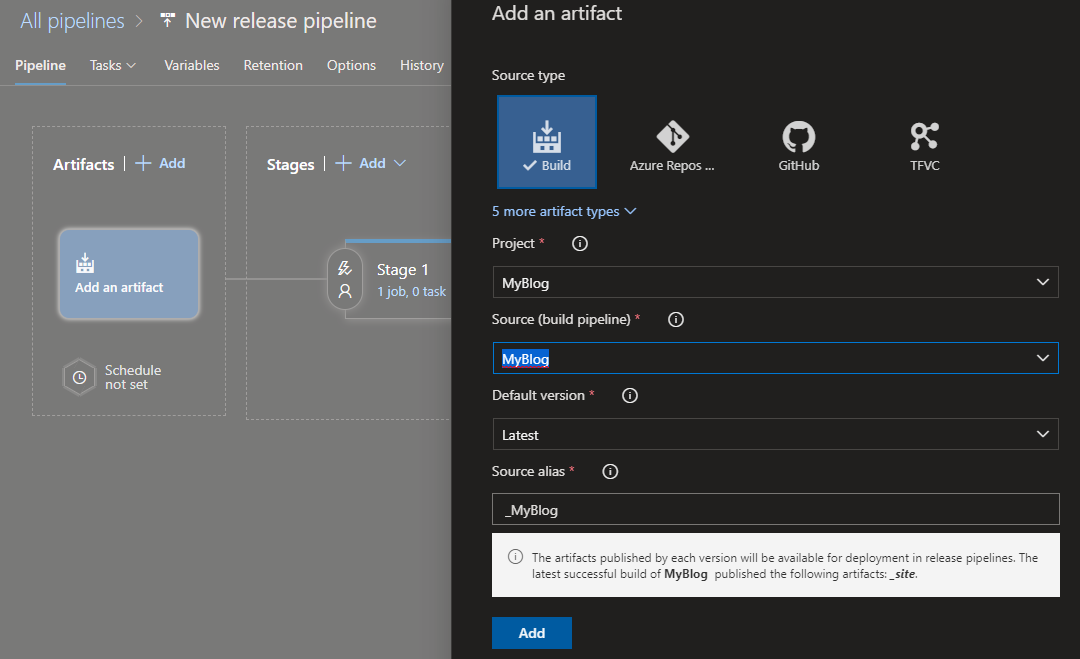 All pipelines > New release pipeline
Pipeline Tasks Variables Retention Options History
Artifacts | + Add
Stages | + Add
Add an artifact
Schedule
not set
Stage 1
1 job, 0 task
Add an artifact
Source type
Build
Azure Repos ...
GitHub
TFVC
5 more artifact types
Project *
MyBlog
Source (build pipeline) *
MyBlog
Default version *
Latest
Source alias *
_MyBlog
The artifacts published by each version will be available for deployment in release pipelines. The
latest successful build of MyBlog published the following artifacts: _site.
Add